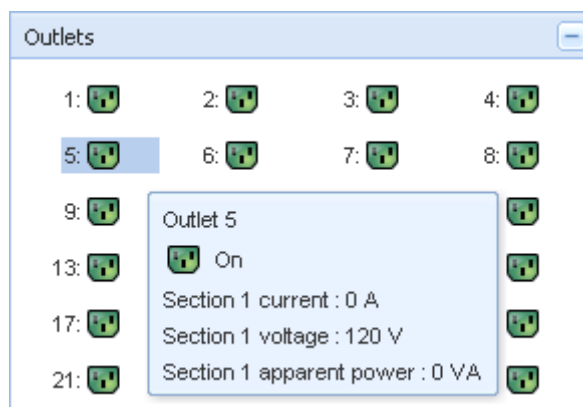 Outlets
1: 2: 3: 4:
5: 6: 7: 8:
9:
Outlet 5
On
13:
Section 1 current : 0 A
17:
Section 1 voltage : 120 V
21:
Section 1 apparent power : 0 VA